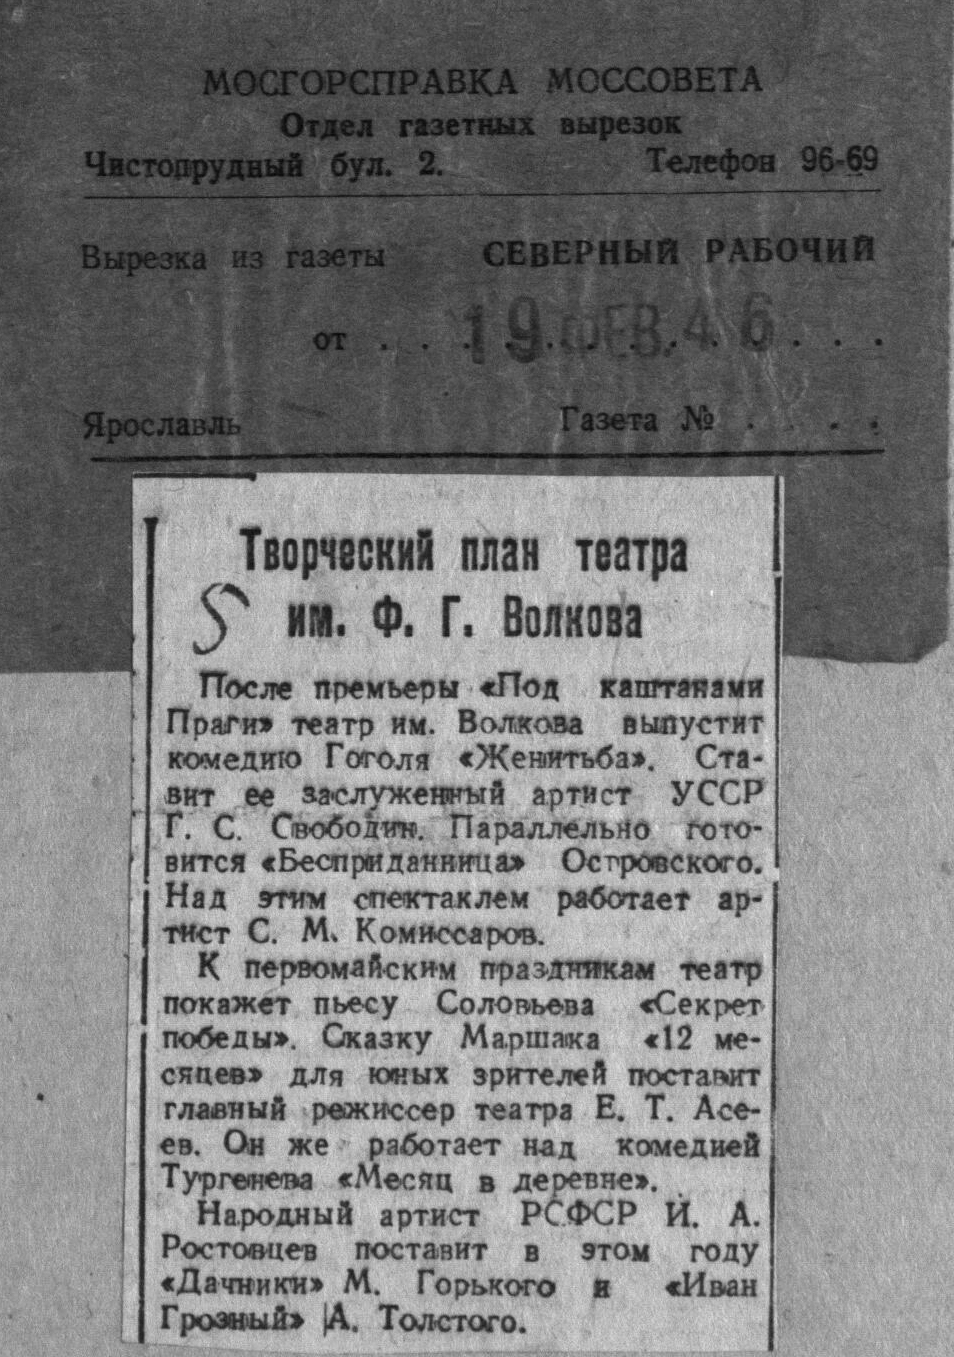 МОСГОРСПРАВКА МОССОВЕТА
Отдел газетных вырезок
Чистопрудный бул. 2. Телефон 96-69
Вырезка из газеты СЕВЕРНЫЙ РАБОЧИЙ
от . . . 19 ФЕВ. 46 . . .
Ярославль Газета № . . . .
Творческий план театра
им. Ф. Г. Волкова
После премьеры «Под каштанами
Праги» театр им. Волкова выпустит
комедию Гоголя «Женитьба». Ста-
вит ее заслуженный артист УССР
Г. С. Свободин. Параллельно гото-
вится «Бесприданница» Островского.
Над этим спектаклем работает ар-
тист С. М. Комиссаров.
К первомайским праздникам театр
покажет пьесу Соловьева «Секрет
победы». Сказку Маршака «12 ме-
сяцев» для юных зрителей поставит
главный режиссер театра Е. Т. Асе-
ев. Он же работает над комедией
Тургенева «Месяц в деревне».
Народный артист РСФСР И. А.
Ростовцев поставит в этом году
«Дачники» М. Горького и «Иван
Грозный» А. Толстого.